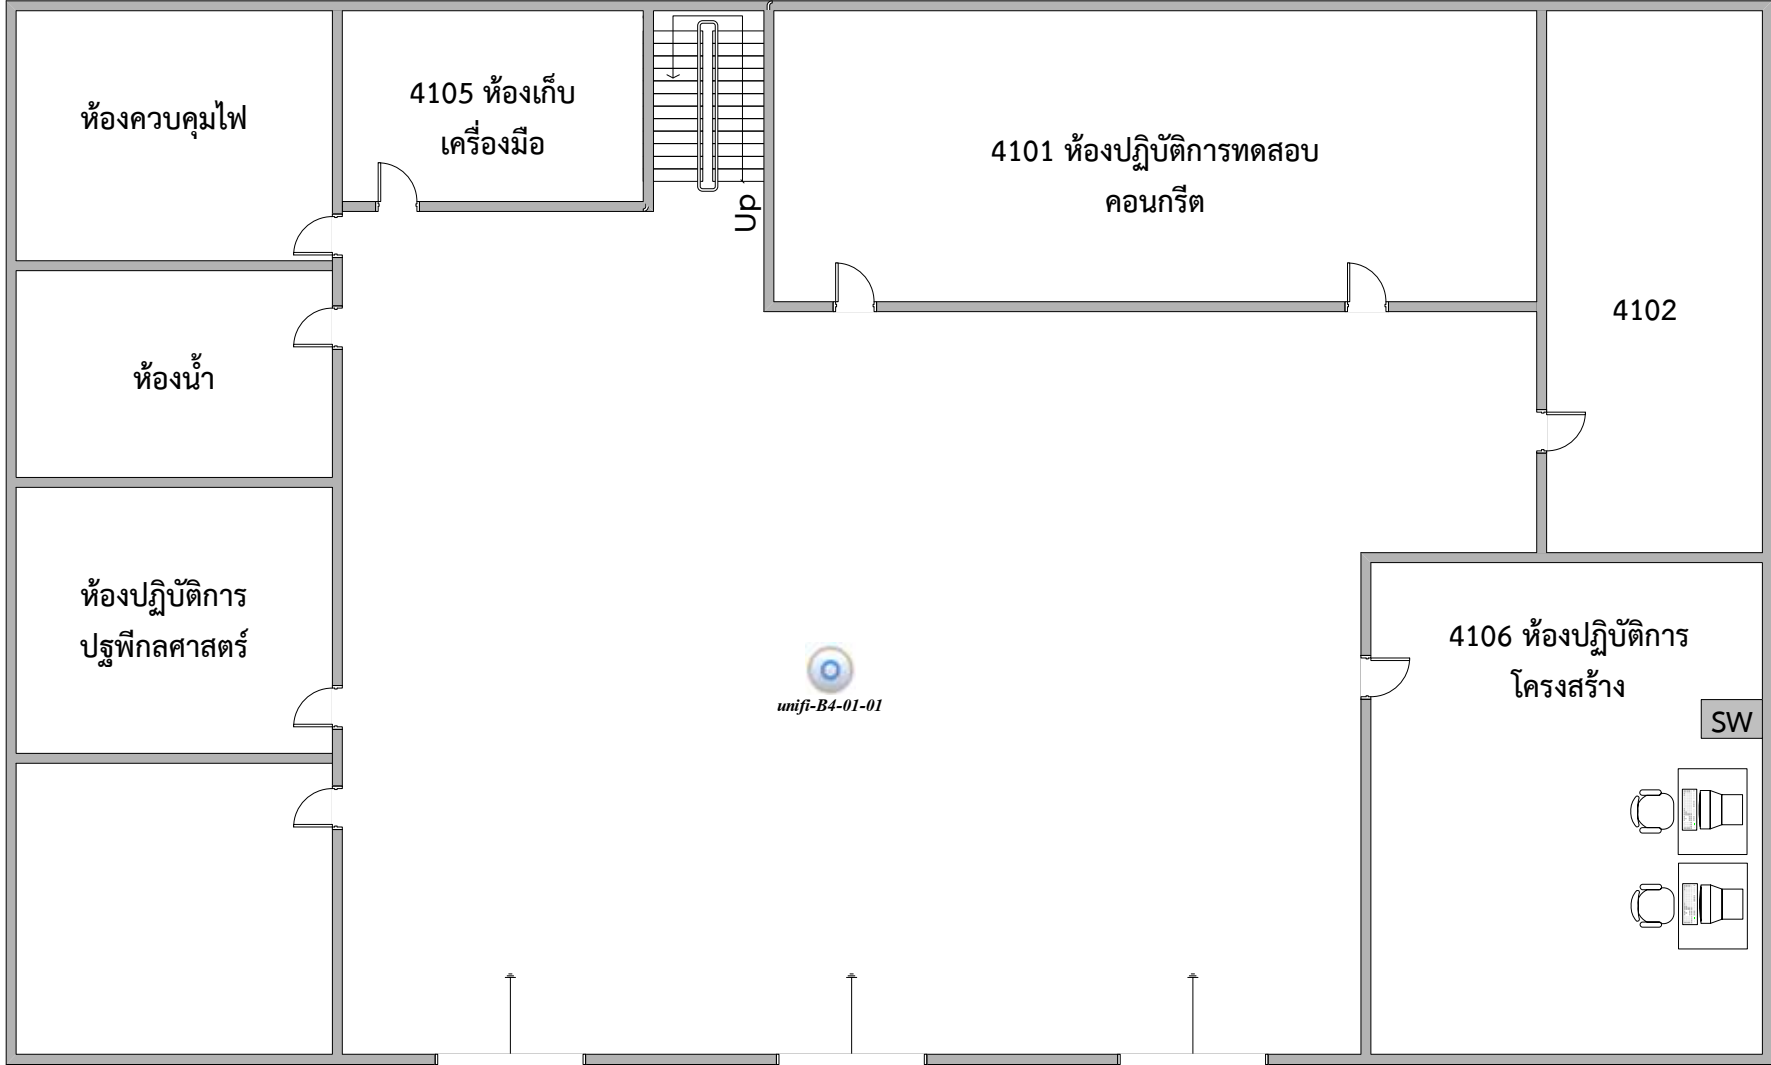 ห้องควบคุมไฟ
4105 ห้องเก็บ
เครื่องมือ
Up
4101 ห้องปฏิบัติการทดสอบ
คอนกรีต
4102
ห้องน้ำ
ห้องปฏิบัติการ
ปฐพีกลศาสตร์
unifi-B4-01-01
4106 ห้องปฏิบัติการ
โครงสร้าง
SW